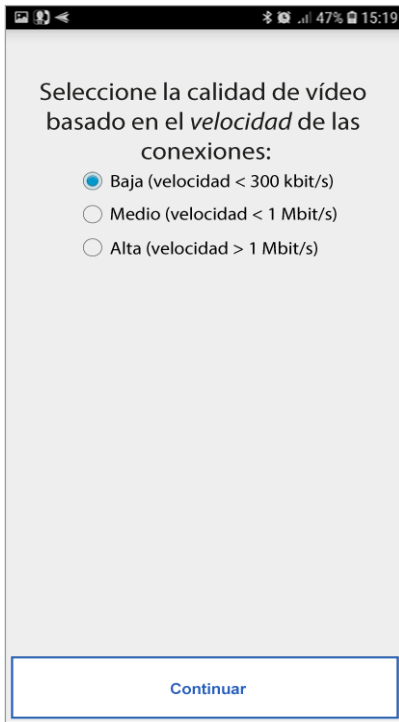 47% 15:19
Seleccione la calidad de vídeo
basado en el velocidad de las
conexiones:
Baja (velocidad < 300 kbit/s)
Medio (velocidad < 1 Mbit/s)
Alta (velocidad > 1 Mbit/s)
Continuar